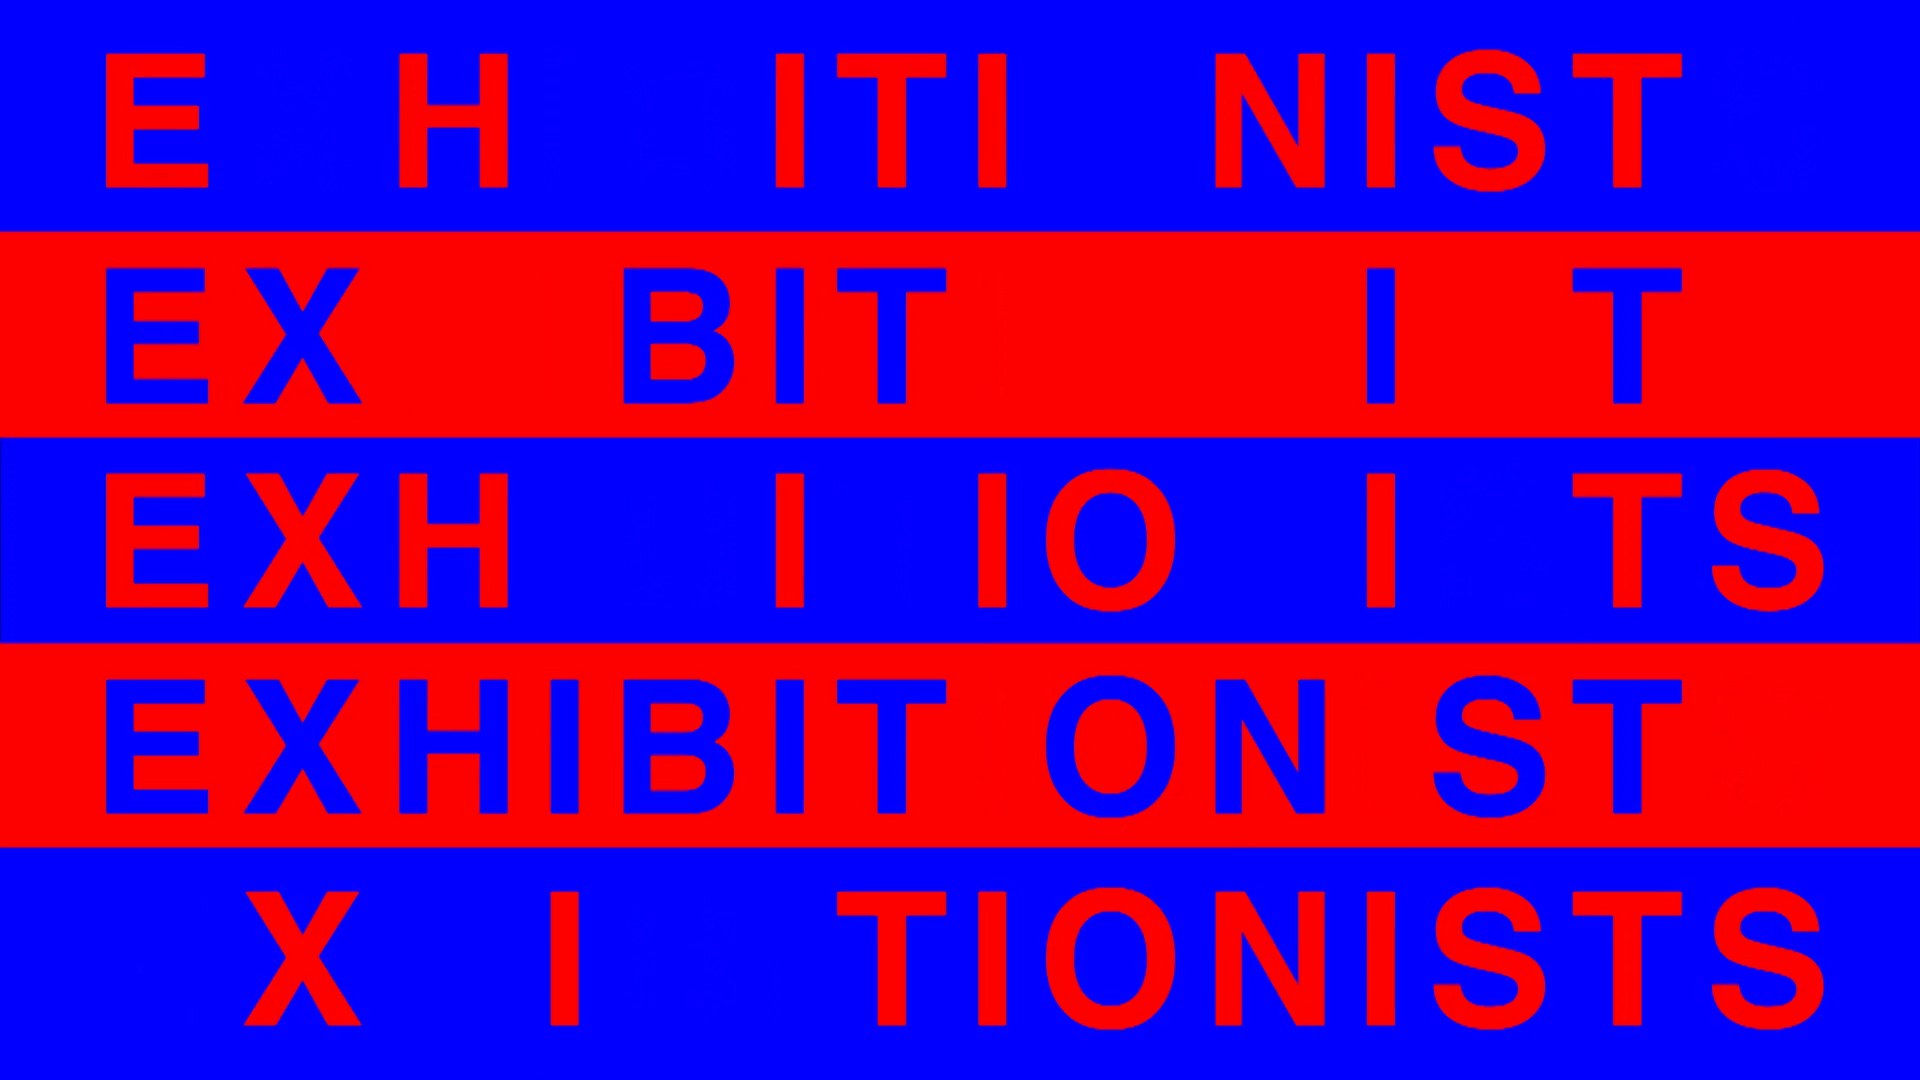 E H ITI NIST
EX BIT I T
EXH I IO I TS
EXHIBIT ON ST
X I TIONISTS